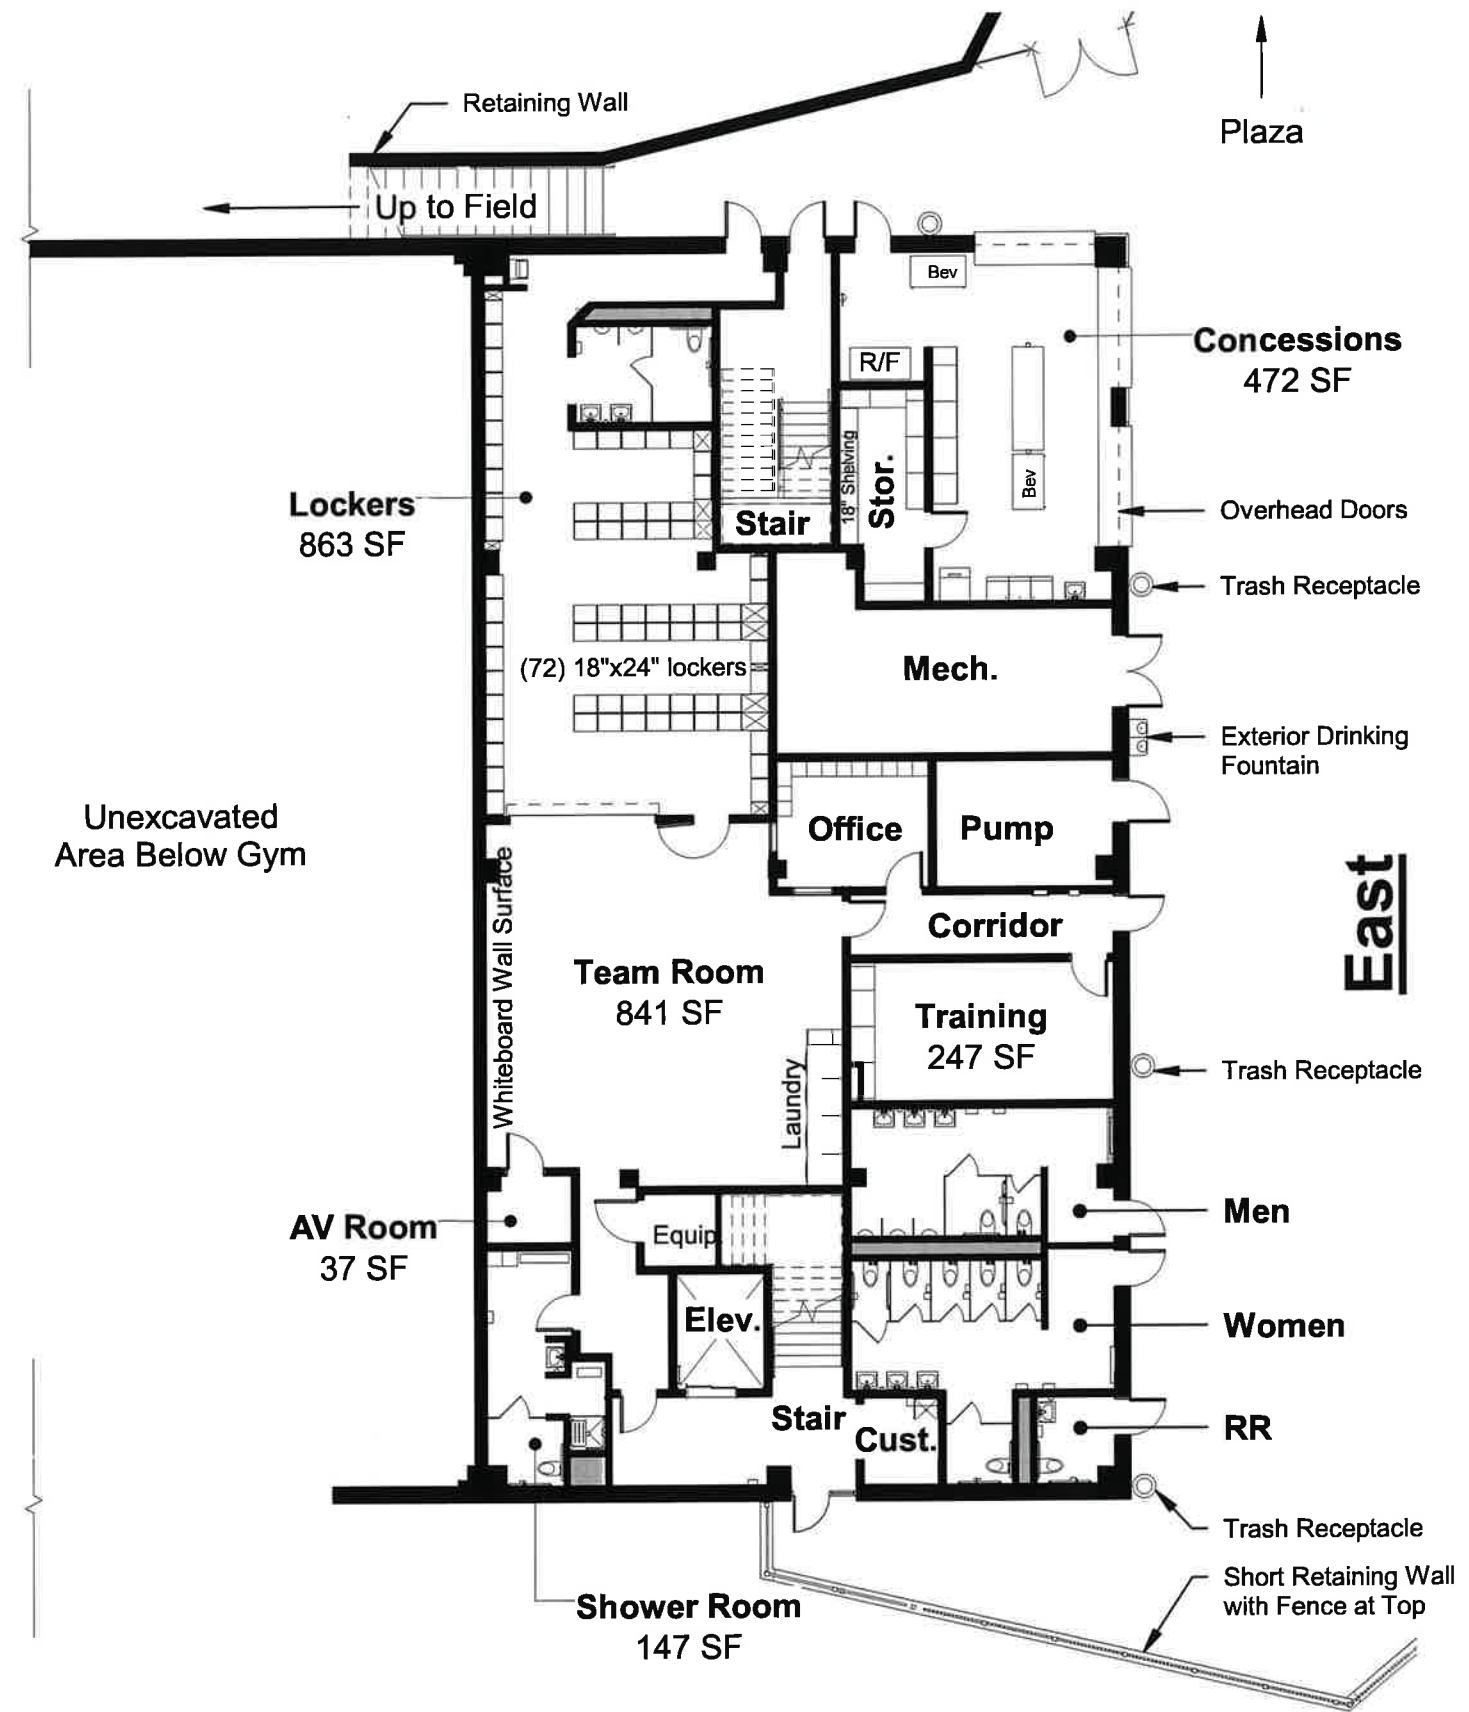 Retaining Wall
Plaza
Up to Field
Bev
Concessions
472 SF
R/F
18" Shelving
Stor.
Bev
Lockers
863 SF
Stair
Overhead Doors
Trash Receptacle
(72) 18"x24" lockers
Mech.
Exterior Drinking
Fountain
Unexcavated
Area Below Gym
Office
Pump
East
Whiteboard Wall Surface
Corridor
Team Room
841 SF
Training
247 SF
Laundry
Trash Receptacle
Men
AV Room
37 SF
Equip
Elev.
Women
Stair
Cust.
RR
Trash Receptacle
Short Retaining Wall
with Fence at Top
Shower Room
147 SF